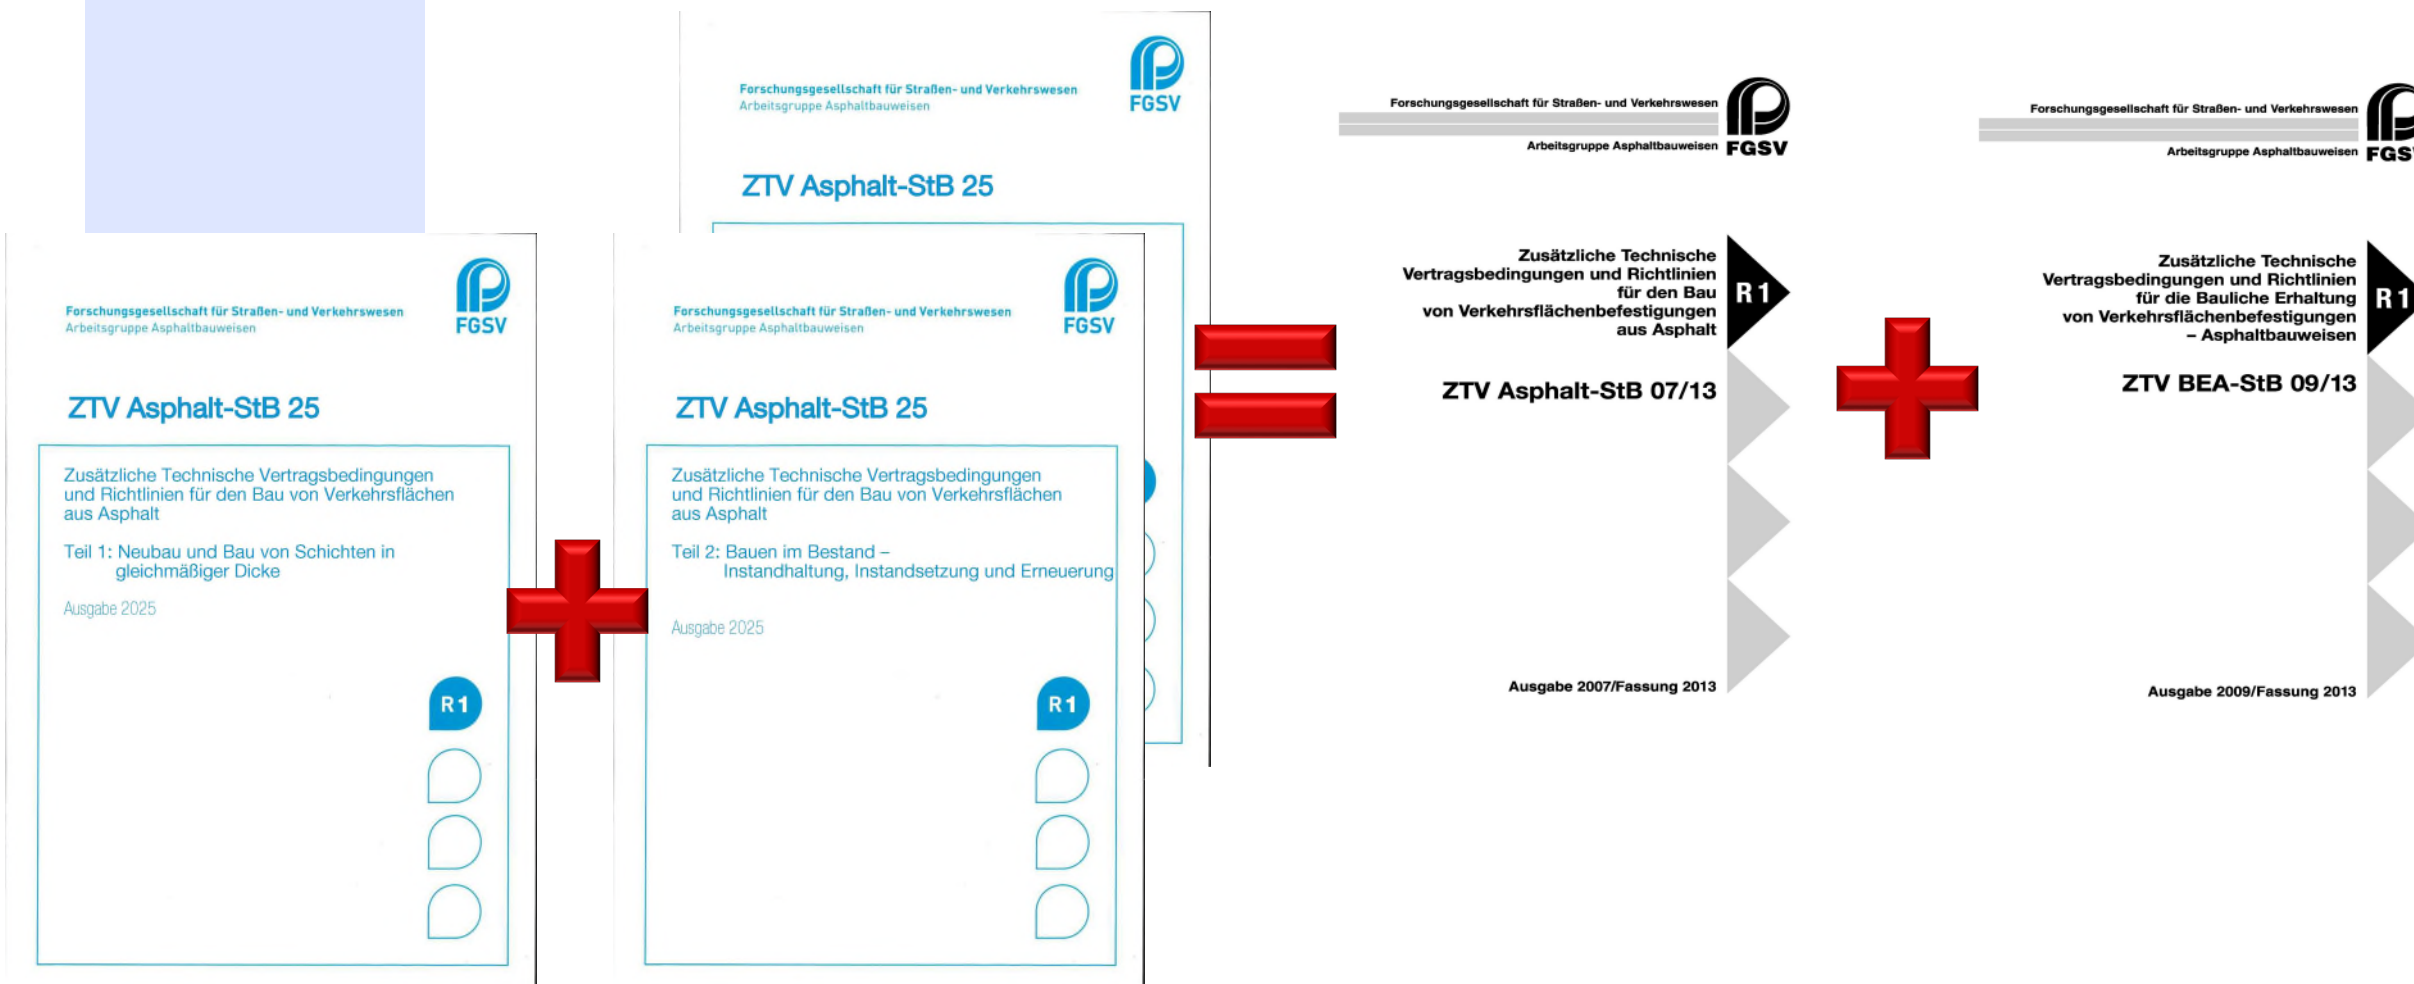 Forschungsgesellschaft für Straßen- und Verkehrswesen
Arbeitsgruppe Asphaltbauweisen
FGSV
ZTV Asphalt-StB 25
Forschungsgesellschaft für Straßen- und Verkehrswesen
Arbeitsgruppe Asphaltbauweisen
FGSV
ZTV Asphalt-StB 25
Zusätzliche Technische Vertragsbedingungen
und Richtlinien für den Bau von Verkehrsflächen
aus Asphalt
Teil 1: Neubau und Bau von Schichten in
gleichmäßiger Dicke
Ausgabe 2025
R1
Forschungsgesellschaft für Straßen- und Verkehrswesen
Arbeitsgruppe Asphaltbauweisen
FGSV
ZTV Asphalt-StB 25
Zusätzliche Technische Vertragsbedingungen
und Richtlinien für den Bau von Verkehrsflächen
aus Asphalt
Teil 2: Bauen im Bestand –
Instandhaltung, Instandsetzung und Erneuerung
Ausgabe 2025
R1
Forschungsgesellschaft für Straßen- und Verkehrswesen
Arbeitsgruppe Asphaltbauweisen
FGSV
Zusätzliche Technische
Vertragsbedingungen und Richtlinien
für den Bau
von Verkehrsflächenbefestigungen
aus Asphalt
R1
ZTV Asphalt-StB 07/13
Ausgabe 2007/Fassung 2013
Forschungsgesellschaft für Straßen- und Verkehrswesen
Arbeitsgruppe Asphaltbauweisen
Zusätzliche Technische
Vertragsbedingungen und Richtlinien
für die Bauliche Erhaltung
von Verkehrsflächenbefestigungen
– Asphaltbauweisen
R1
ZTV BEA-StB 09/13
Ausgabe 2009/Fassung 2013